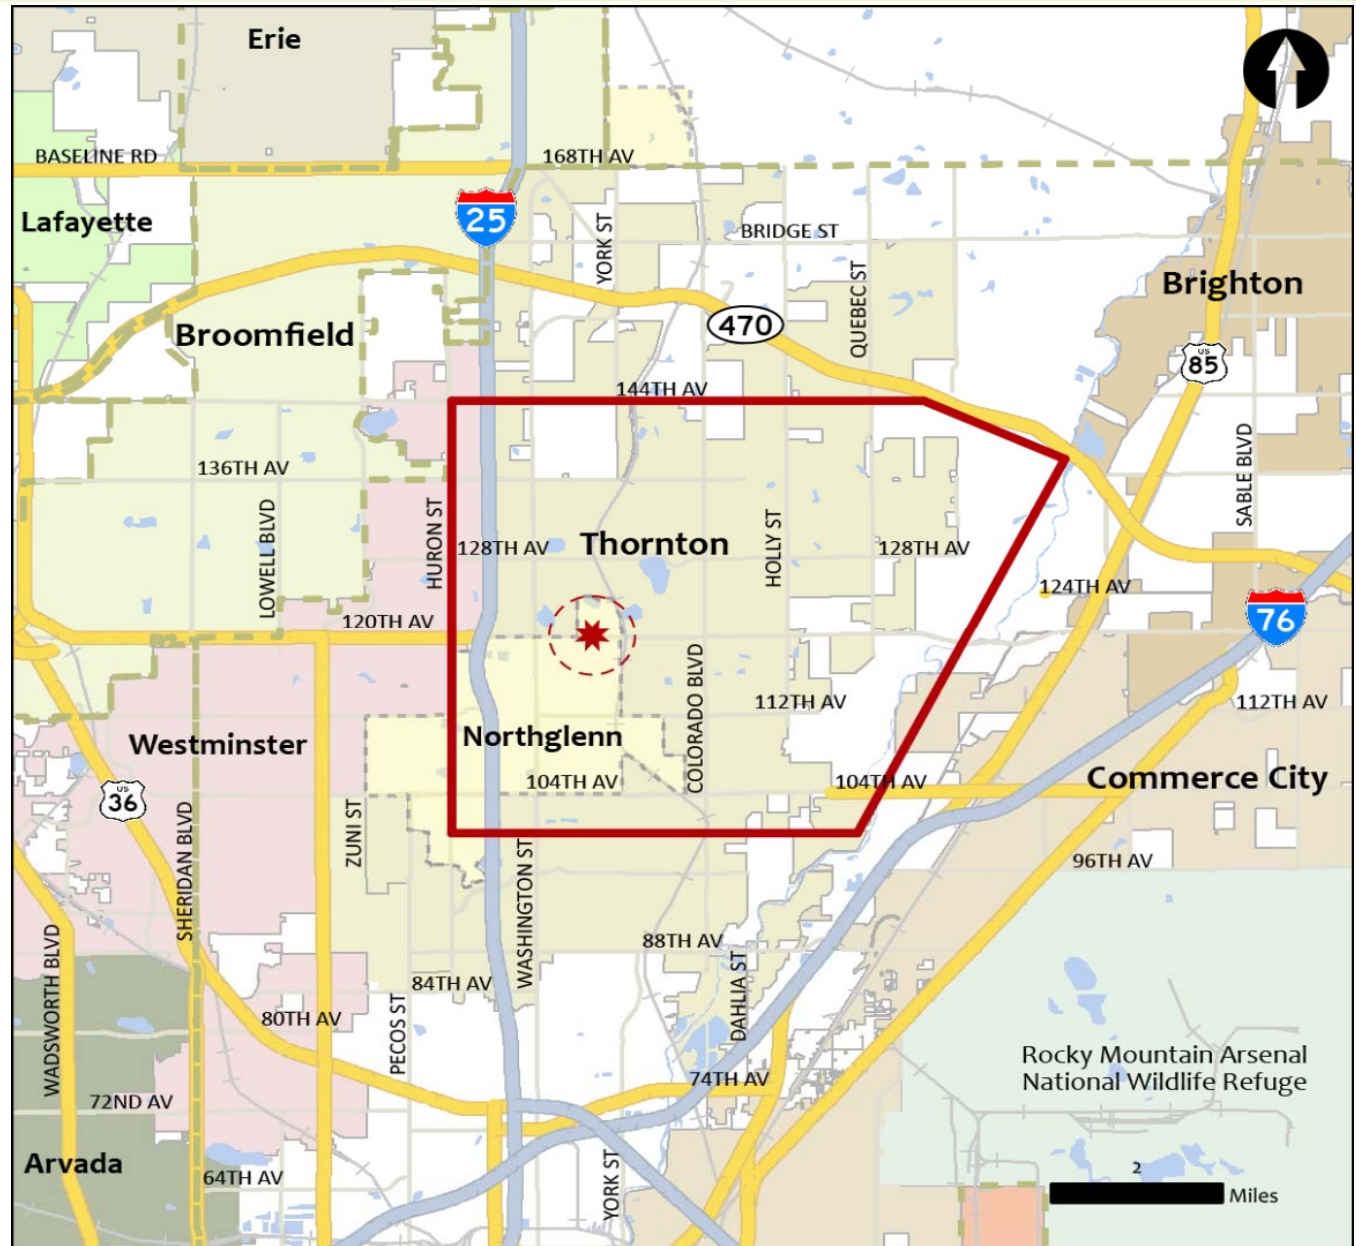 Erie
BASELINE RD
168TH AV
Lafayette
25
YORK ST
BRIDGE ST
QUEBEC ST
Brighton
Broomfield
470
US
85
144TH AV
136TH AV
SABLE BLVD
LOWELL BLVD
HURON ST
128TH AV
Thornton
HOLLY ST
128TH AV
124TH AV
120TH AV
76
COLORADO BLVD
112TH AV
112TH AV
Westminster
Northglenn
104TH AV
104TH AV
Commerce City
US
36
SHERIDAN BLVD
ZUNI ST
WASHINGTON ST
96TH AV
WADSWORTH BLVD
88TH AV
DAHLIA ST
84TH AV
PECOS ST
80TH AV
Rocky Mountain Arsenal
National Wildlife Refuge
74TH AV
72ND AV
Arvada
64TH AV
YORK ST
2
Miles